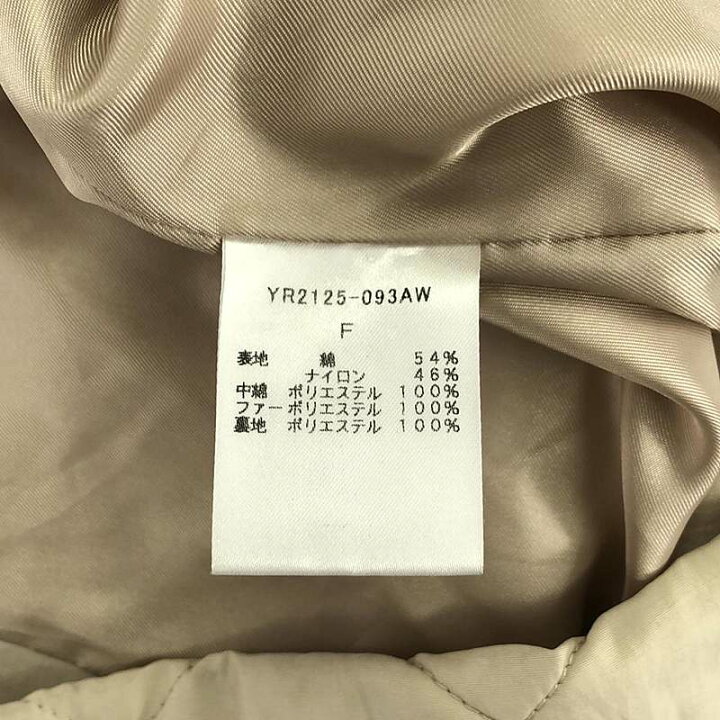 YR2125-093AW
F
表地 綿 54%
ナイロン 46%
中綿 ポリエステル 100%
ファー ポリエステル 100%
裏地 ポリエステル 100%